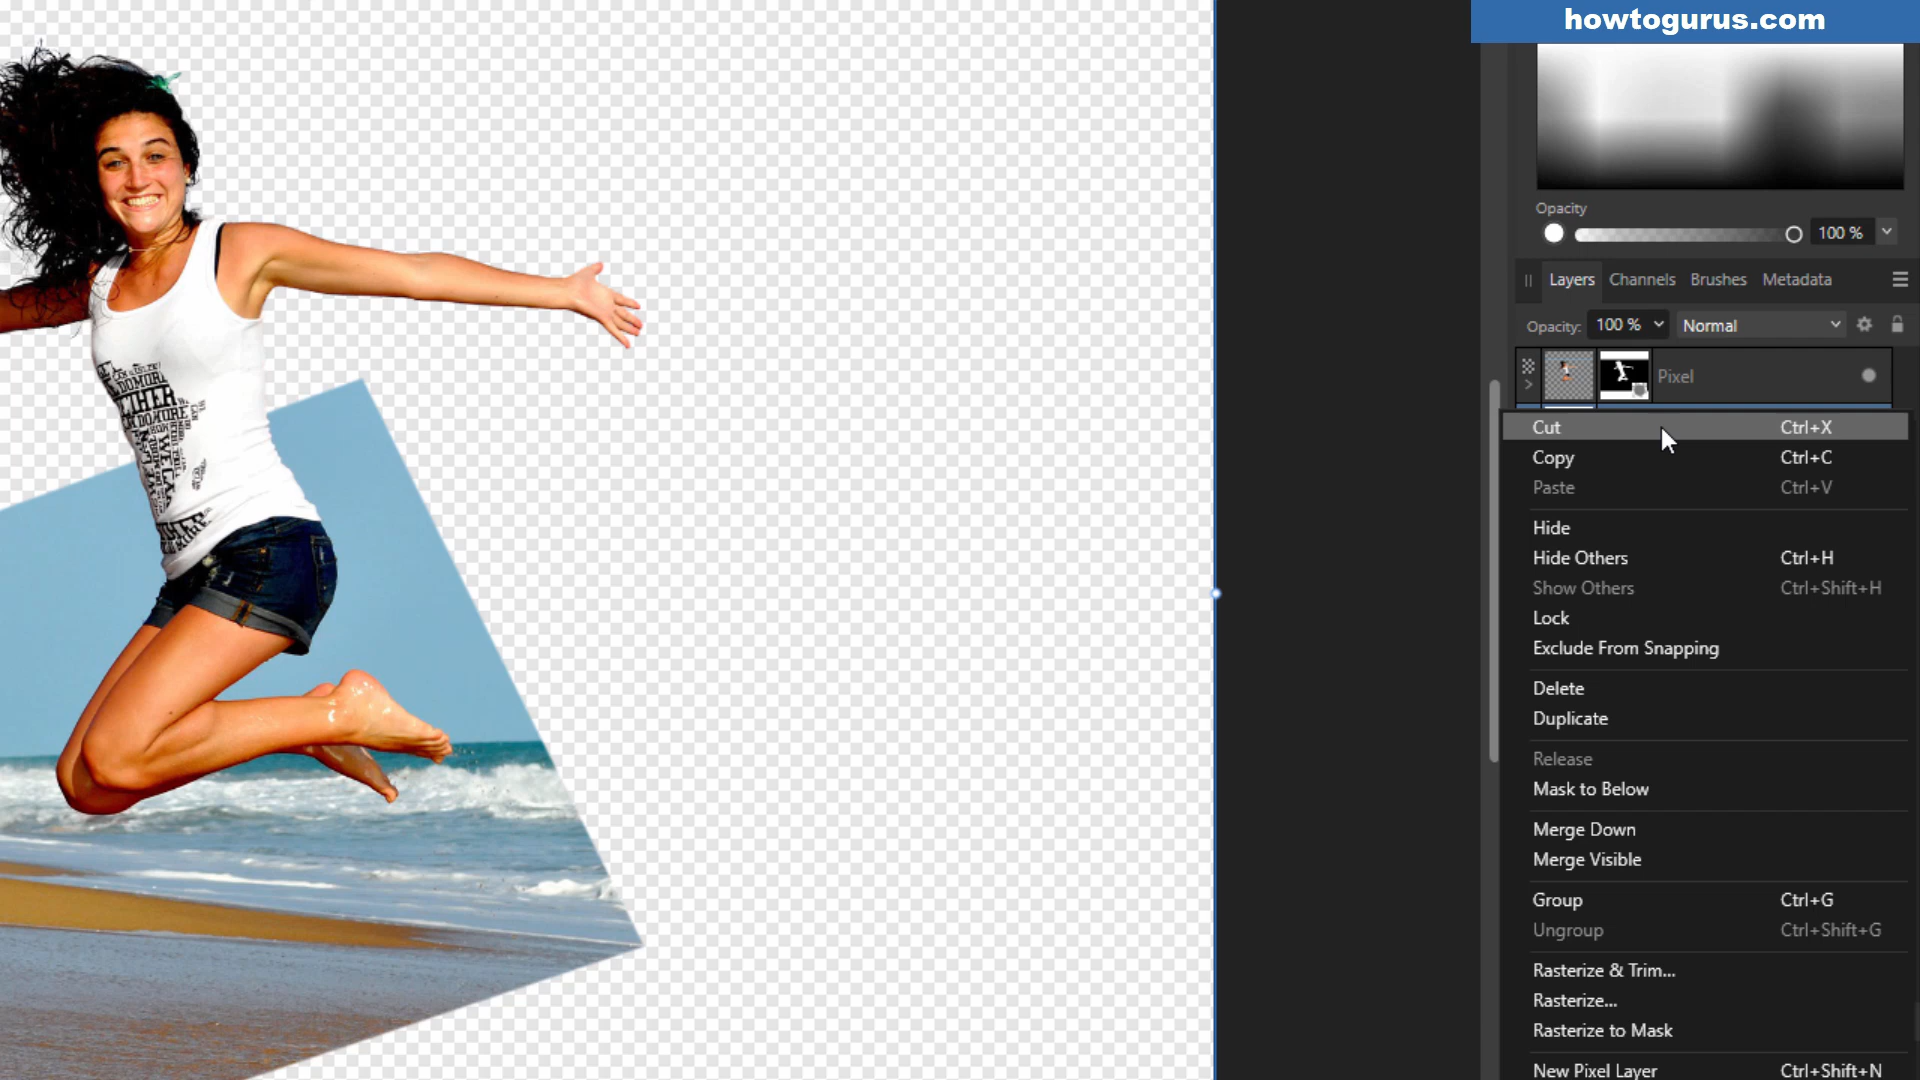 howtogurus.com
Opacity
100 %
Layers Channels Brushes Metadata
Opacity: 100 % Normal
Pixel
Cut Ctrl+X
Copy Ctrl+C
Paste Ctrl+V
Hide
Hide Others Ctrl+H
Show Others Ctrl+Shift+H
Lock
Exclude From Snapping
Delete
Duplicate
Release
Mask to Below
Merge Down
Merge Visible
Group Ctrl+G
Ungroup Ctrl+Shift+G
Rasterize & Trim...
Rasterize...
Rasterize to Mask
New Pixel Layer Ctrl+Shift+N